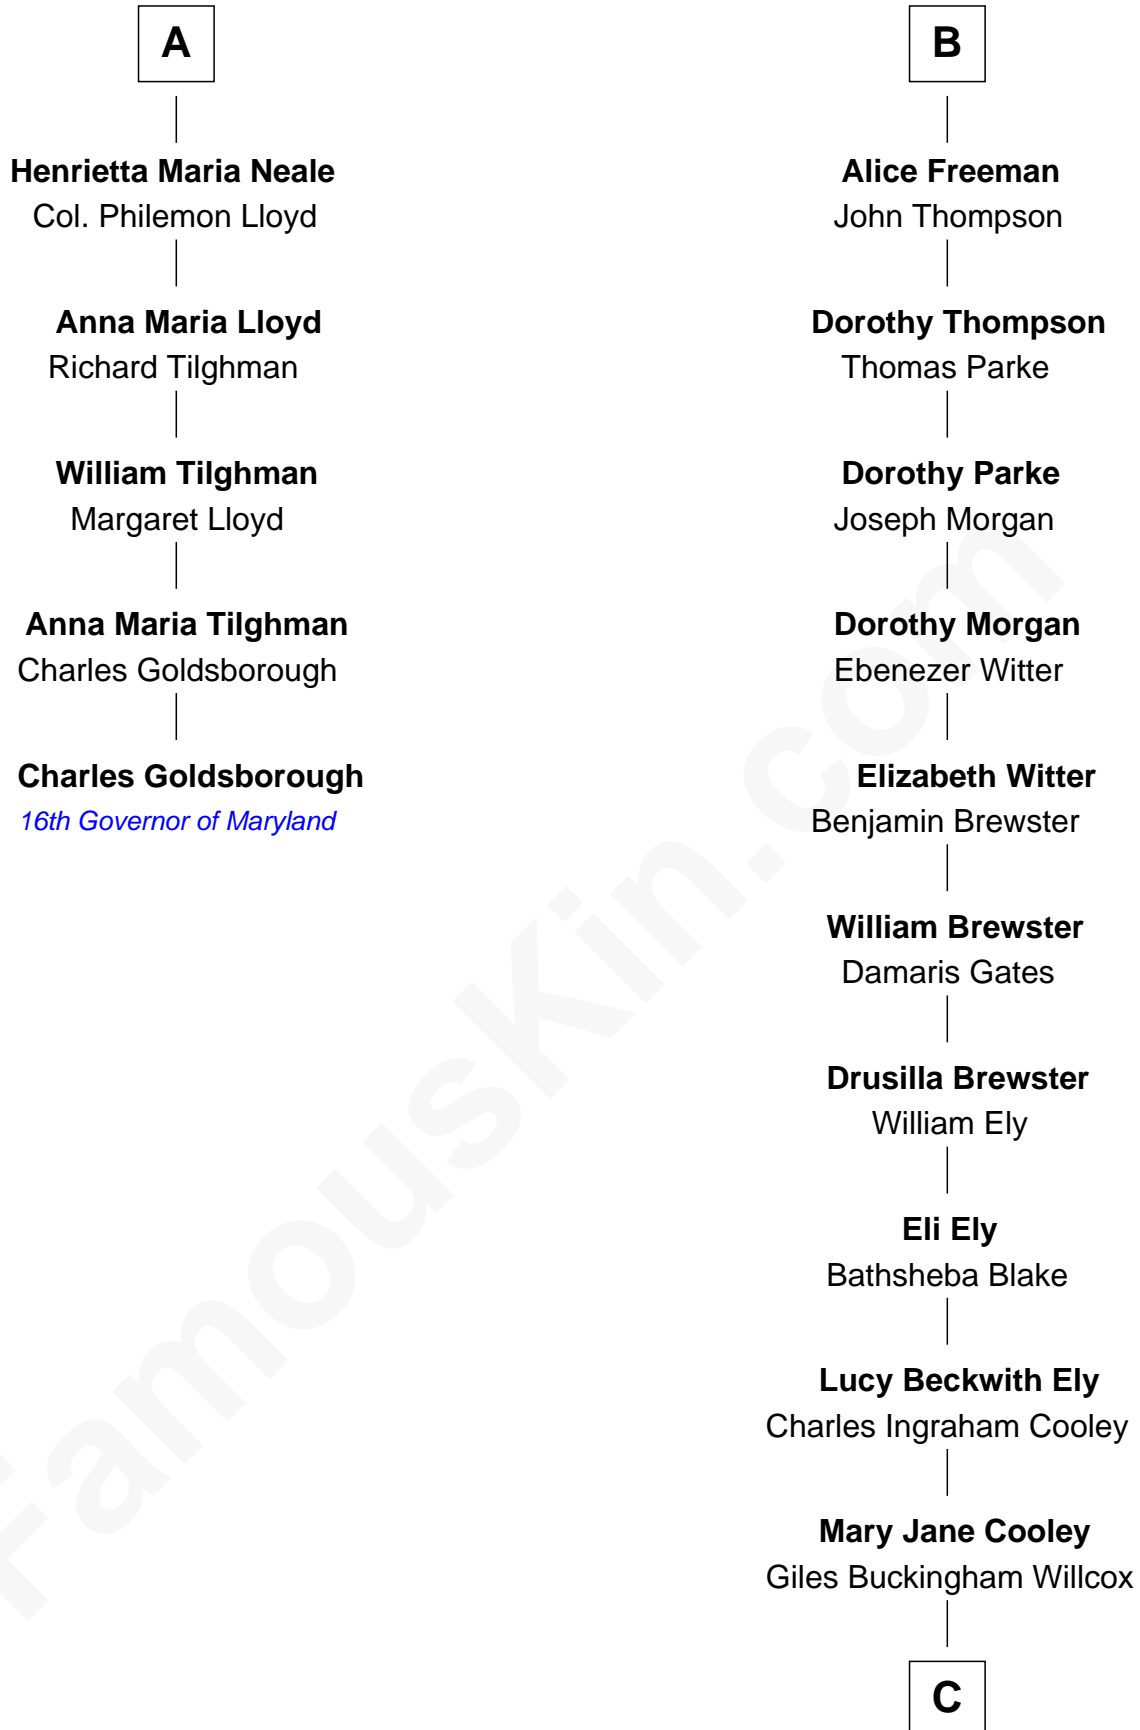 A
Henrietta Maria Neale
Col. Philemon Lloyd
Anna Maria Lloyd
Richard Tilghman
William Tilghman
Margaret Lloyd
Anna Maria Tilghman
Charles Goldsborough
Charles Goldsborough
16th Governor of Maryland
B
Alice Freeman
John Thompson
Dorothy Thompson
Thomas Parke
Dorothy Parke
Joseph Morgan
Dorothy Morgan
Ebenezer Witter
Elizabeth Witter
Benjamin Brewster
William Brewster
Damaris Gates
Drusilla Brewster
William Ely
Eli Ely
Bathsheba Blake
Lucy Beckwith Ely
Charles Ingraham Cooley
Mary Jane Cooley
Giles Buckingham Willcox
C
FamousKin.com